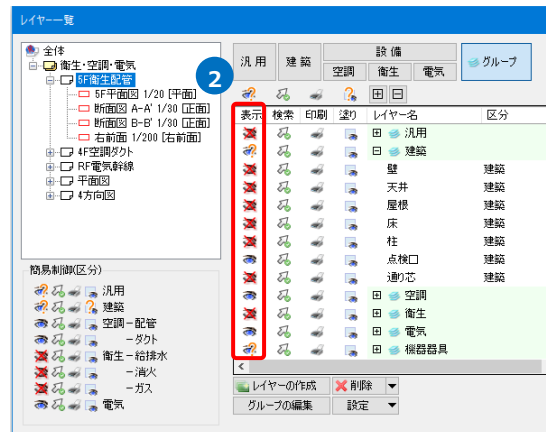 レイヤー一覧
全体
衛生・空調・電気
5F衛生配管
5F平面図 1/20 [平面]
断面図 A-A' 1/30 [正面]
断面図 B-B' 1/30 [正面]
右前面 1/200 [右前面]
4F空調ダクト
RF電気幹線
平面図
4方向図
2
汎用
建築
設備
空調
衛生
電気
グループ
表示 検索 印刷 塗り レイヤー名 区分
汎用
建築
壁 建築
天井 建築
屋根 建築
床 建築
柱 建築
点検口 建築
通り芯 建築
空調
衛生
電気
機器器具
簡易制御(区分)
汎用
建築
空調－配管
－ダクト
衛生－給排水
－消火
－ガス
電気
レイヤーの作成
削除
グループの編集
設定